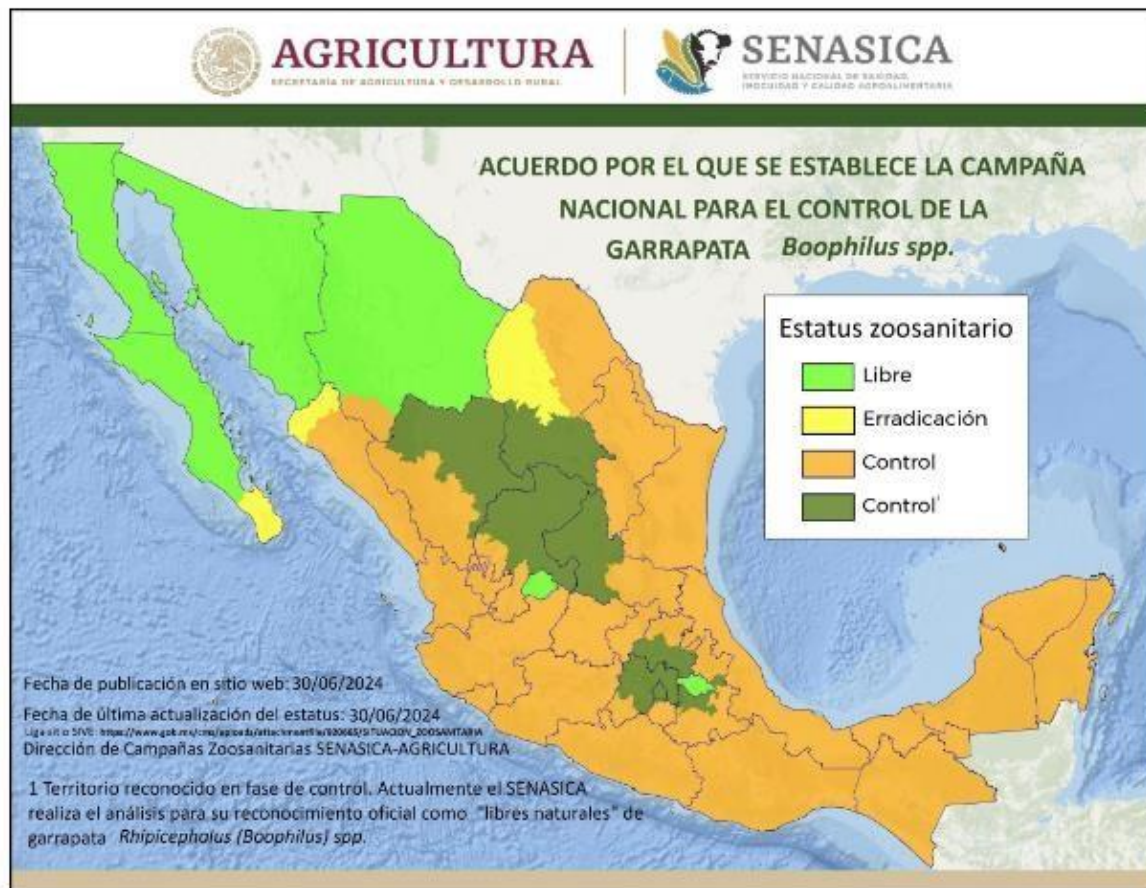 AGRICULTURA
SECRETARÍA DE AGRICULTURA Y DESARROLLO RURAL
SENASICA
SERVICIO NACIONAL DE SANIDAD,
INOCUIDAD Y CALIDAD AGROALIMENTARIA
ACUERDO POR EL QUE SE ESTABLECE LA CAMPAÑA
NACIONAL PARA EL CONTROL DE LA
GARRAPATA Boophilus spp.
Estatus zoosanitario
Libre
Erradicación
Control
Control¹
Fecha de publicación en sitio web: 30/06/2024
Fecha de última actualización del estatus: 30/06/2024
Dirección de Campañas Zoosanitarias SENASICA-AGRICULTURA
1 Territorio reconocido en fase de control. Actualmente el SENASICA
realiza el análisis para su reconocimiento oficial como "libres naturales" de
garrapata Rhipicephalus (Boophilus) spp.